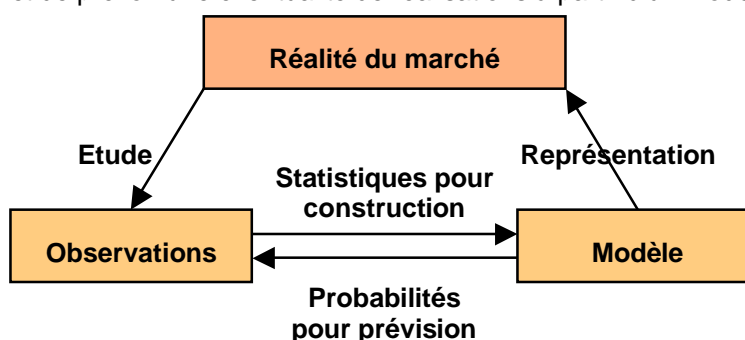 Réalité du marché
Etude
Représentation
Statistiques pour
construction
Observations
Modèle
Probabilités
pour prévision